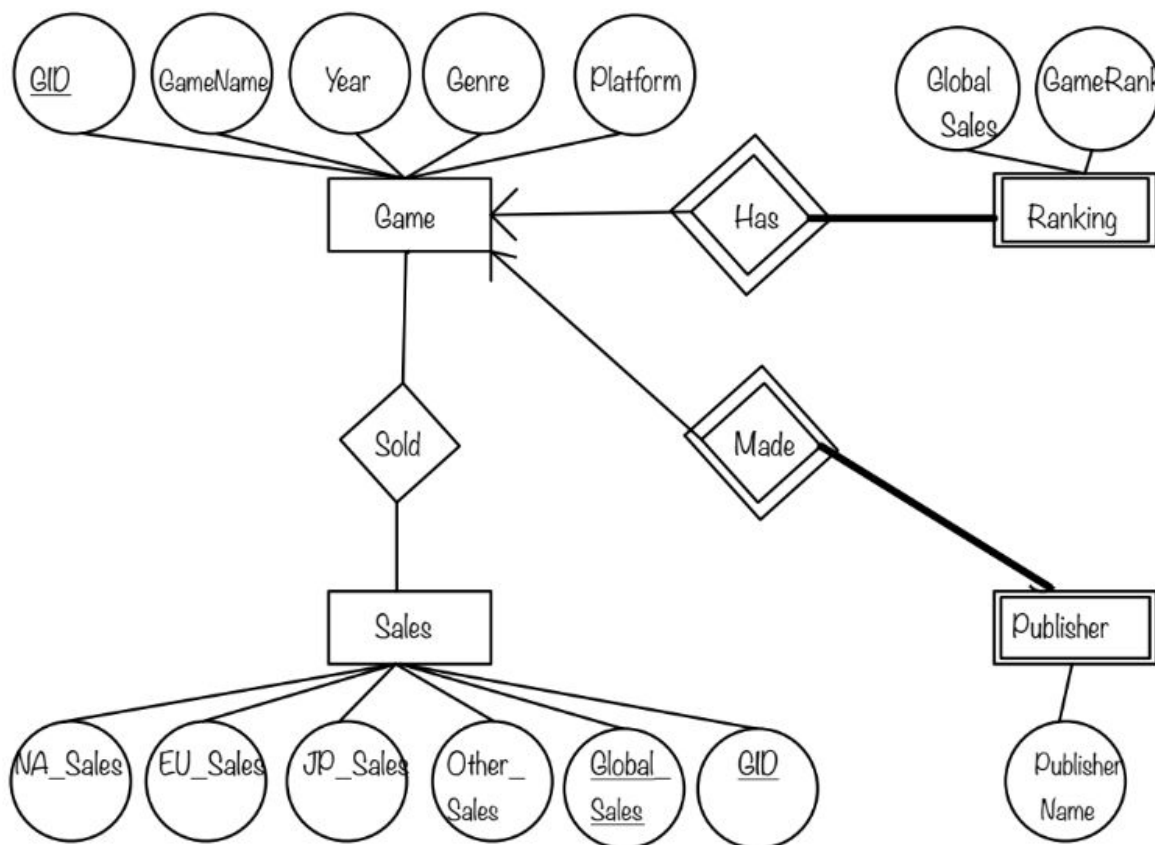 GID
GameName
Year
Genre
Platform
Global
Sales
GameRank
Game
Has
Ranking
Sold
Made
Sales
Publisher
NA_Sales
EU_Sales
JP_Sales
Other_
Sales
Global_
Sales
GID
Publisher
Name